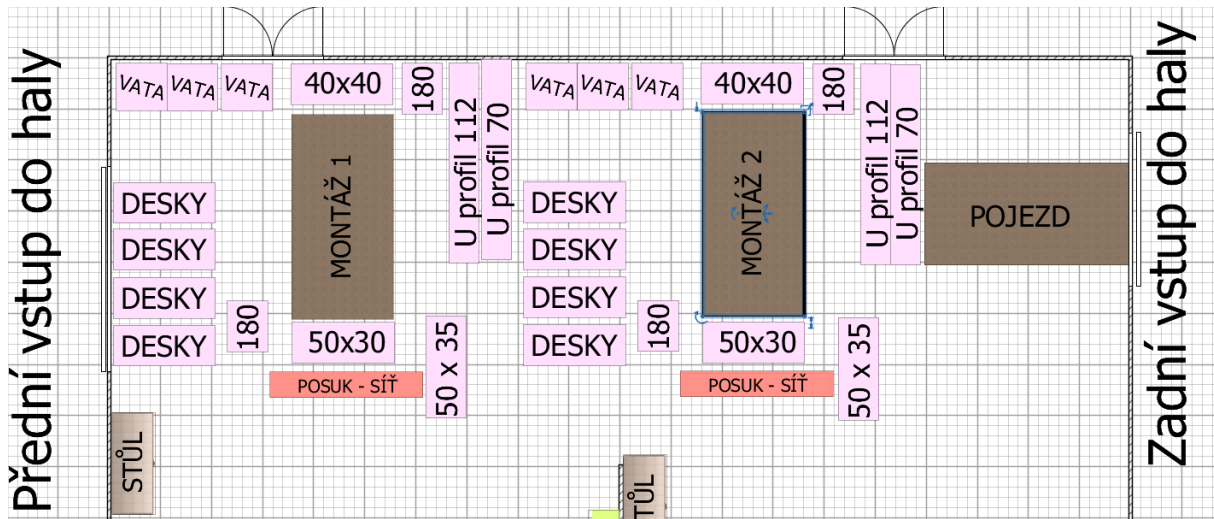 Přední vstup do haly
VATA VATA VATA
40x40
180
U profil 112
U profil 70
MONTÁŽ 1
DESKY
DESKY
DESKY
DESKY
180
50x30
50 x 35
POSUK - SÍŤ
STŮL
VATA VATA VATA
40x40
180
U profil 112
U profil 70
MONTÁŽ 2
DESKY
DESKY
DESKY
DESKY
180
50x30
50 x 35
POSUK - SÍŤ
TŮL
POJEZD
Zadní vstup do haly